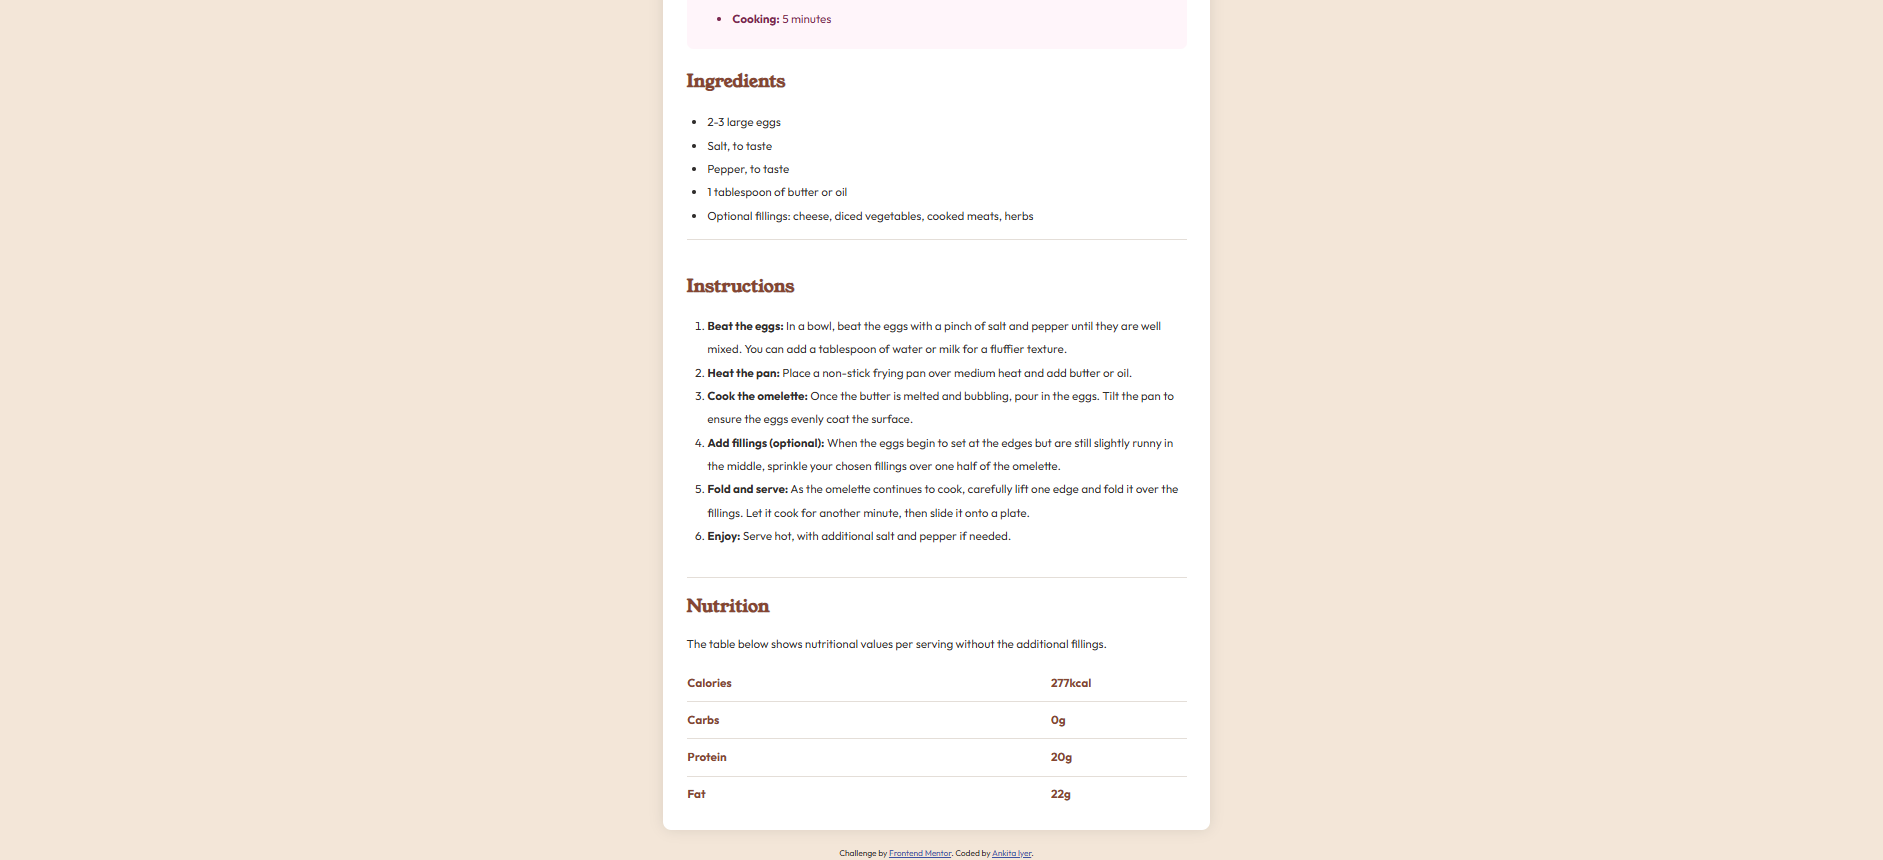 • Cooking: 5 minutes
Ingredients
• 2-3 large eggs
• Salt, to taste
• Pepper, to taste
• 1 tablespoon of butter or oil
• Optional fillings: cheese, diced vegetables, cooked meats, herbs
Instructions
1. Beat the eggs: In a bowl, beat the eggs with a pinch of salt and pepper until they are well
mixed. You can add a tablespoon of water or milk for a fluffier texture.
2. Heat the pan: Place a non-stick frying pan over medium heat and add butter or oil.
3. Cook the omelette: Once the butter is melted and bubbling, pour in the eggs. Tilt the pan to
ensure the eggs evenly coat the surface.
4. Add fillings (optional): When the eggs begin to set at the edges but are still slightly runny in
the middle, sprinkle your chosen fillings over one half of the omelette.
5. Fold and serve: As the omelette continues to cook, carefully lift one edge and fold it over the
fillings. Let it cook for another minute, then slide it onto a plate.
6. Enjoy: Serve hot, with additional salt and pepper if needed.
Nutrition
The table below shows nutritional values per serving without the additional fillings.
Calories 277kcal
Carbs 0g
Protein 20g
Fat 22g
Challenge by Frontend Mentor. Coded by Ankita Iyer.